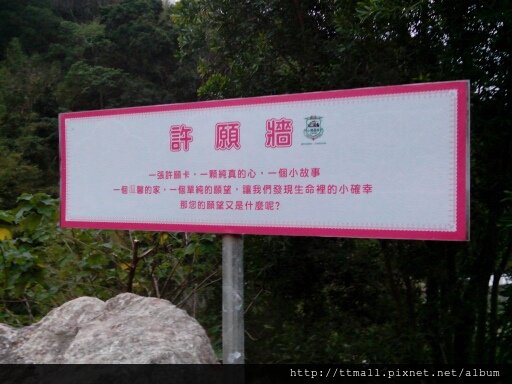 許願牆
一張許願卡，一顆純真的心，一個小故事
一個溫馨的家，一個單純的願望，讓我們發現生命裡的小確幸
那您的願望又是什麼呢?
http://ttmall.pixnet.net/album